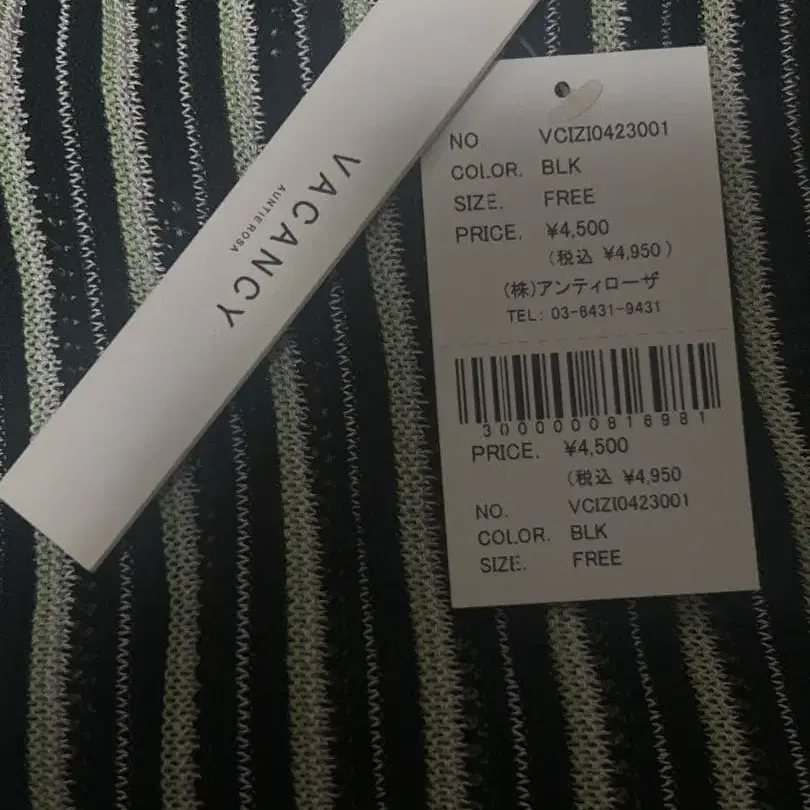 VACANCY
AUNTIE ROSA
NO. VCIZI0423001
COLOR. BLK
SIZE. FREE
PRICE. ¥4,500
(税込 ¥4,950)
(株)アンティローザ
TEL: 03-6431-9431
3000000816981
PRICE. ¥4,500
(税込 ¥4,950
NO. VCIZI0423001
COLOR. BLK
SIZE. FREE